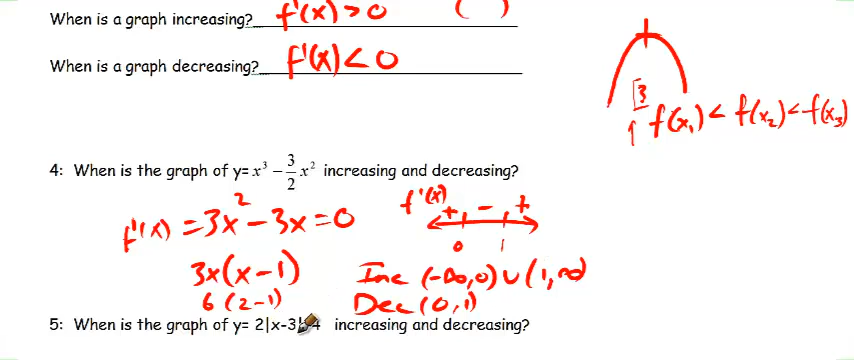 When is a graph increasing? f'(x) > 0 ( )
When is a graph decreasing? f'(x) < 0
f(x₁) < f(x₂) < f(x₃)
4: When is the graph of y= x³ − 3/2 x² increasing and decreasing?
f'(x) = 3x² − 3x = 0
f'(x)
+ − +
0 1
3x(x − 1)
Inc (-∞, 0) ∪ (1, ∞)
6(2-1)
Dec (0, 1)
5: When is the graph of y= 2|x-3| 4 increasing and decreasing?